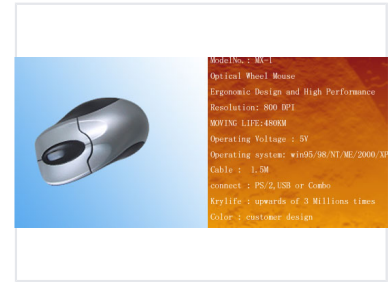 ModelNo.: MX-1
Optical Wheel Mouse
Ergonomic Design and High Performance
Resolution: 800 DPI
MOVING LIFE:480KM
Operating Voltage : 5V
Operating system: win95/98/NT/ME/2000/XP
Cable : 1.5M
connect : PS/2,USB or Combo
Krylife : upwards of 3 Millions times
Color : customer design